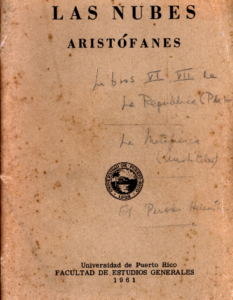 LAS NUBES
ARISTÓFANES
Libros VI VII de
La República (Plat
La Metafísica
Universidad de Puerto Rico
FACULTAD DE ESTUDIOS GENERALES
1961